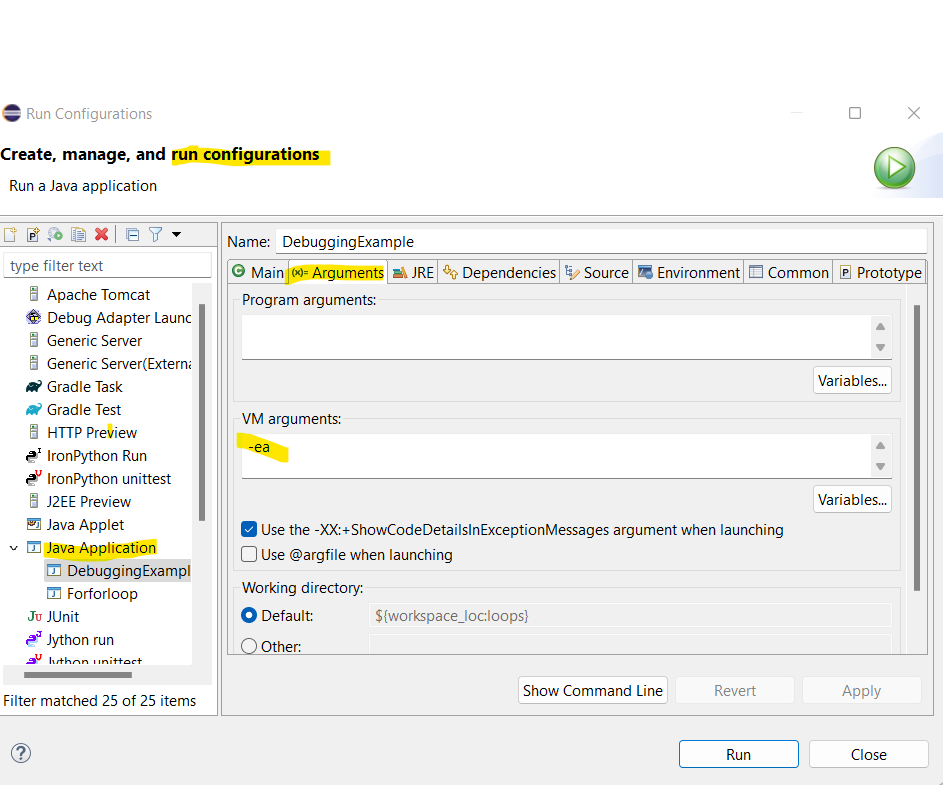 Run Configurations
Create, manage, and run configurations
Run a Java application
type filter text
Apache Tomcat
Debug Adapter Launc
Generic Server
Generic Server(Externa
Gradle Task
Gradle Test
HTTP Preview
IronPython Run
IronPython unittest
J2EE Preview
Java Applet
Java Application
DebuggingExampl
Forforloop
JUnit
Jython run
Jython unittest
Filter matched 25 of 25 items
Name: DebuggingExample
Main (x)= Arguments JRE Dependencies Source Environment Common Prototype
Program arguments:
Variables...
VM arguments:
-ea
Variables...
Use the -XX:+ShowCodeDetailsInExceptionMessages argument when launching
Use @argfile when launching
Working directory:
Default: ${workspace_loc:loops}
Other:
Show Command Line Revert Apply
Run Close